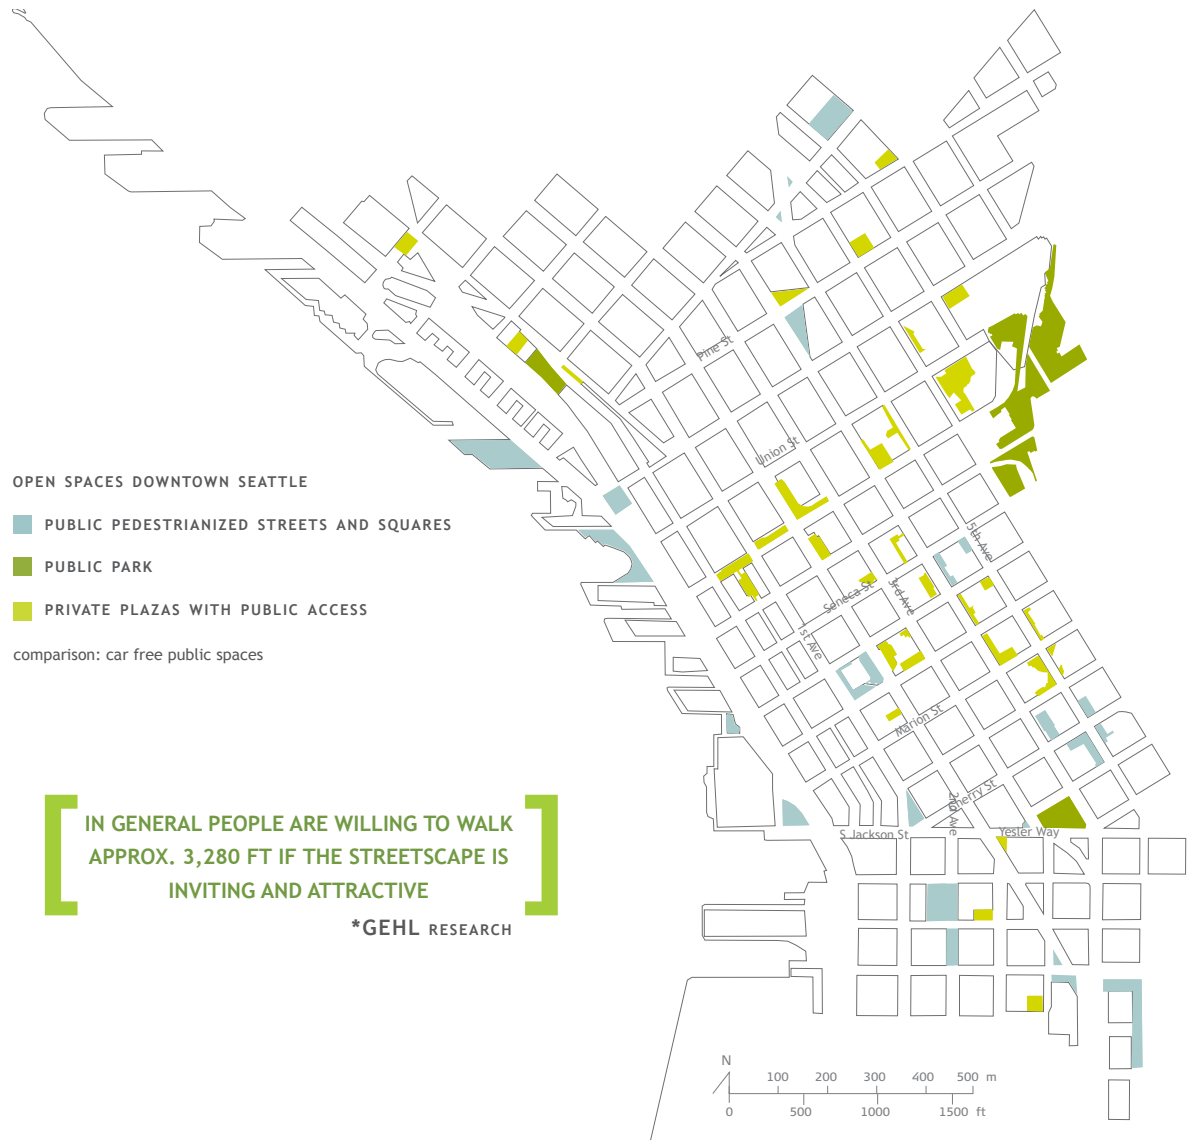 Pine St
Union St
OPEN SPACES DOWNTOWN SEATTLE
PUBLIC PEDESTRIANIZED STREETS AND SQUARES
PUBLIC PARK
PRIVATE PLAZAS WITH PUBLIC ACCESS
comparison: car free public spaces
5th Ave
Seneca St
3rd Ave
1st Ave
Marion St
Cherry St
2nd Ave
S Jackson St
Yesler Way
IN GENERAL PEOPLE ARE WILLING TO WALK
APPROX. 3,280 FT IF THE STREETSCAPE IS
INVITING AND ATTRACTIVE
*GEHL RESEARCH
N
100 200 300 400 500 m
0 500 1000 1500 ft